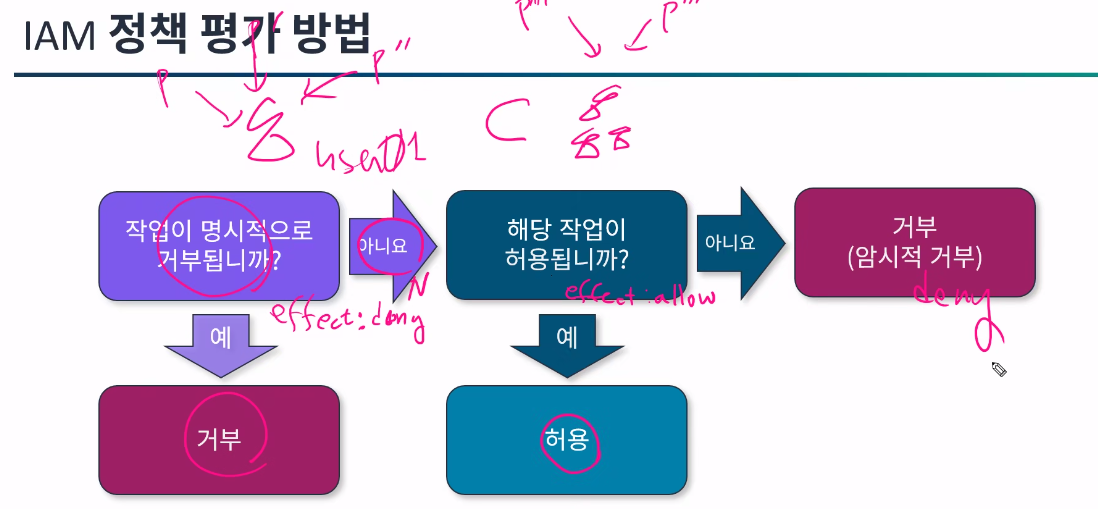 IAM 정책 평가 방법
p'
p'''
p
p''
user01
작업이 명시적으로
거부됩니까?
아니요
해당 작업이
허용됩니까?
아니요
거부
(암시적 거부)
N
effect:deny
effect:allow
deny
예
예
거부
허용